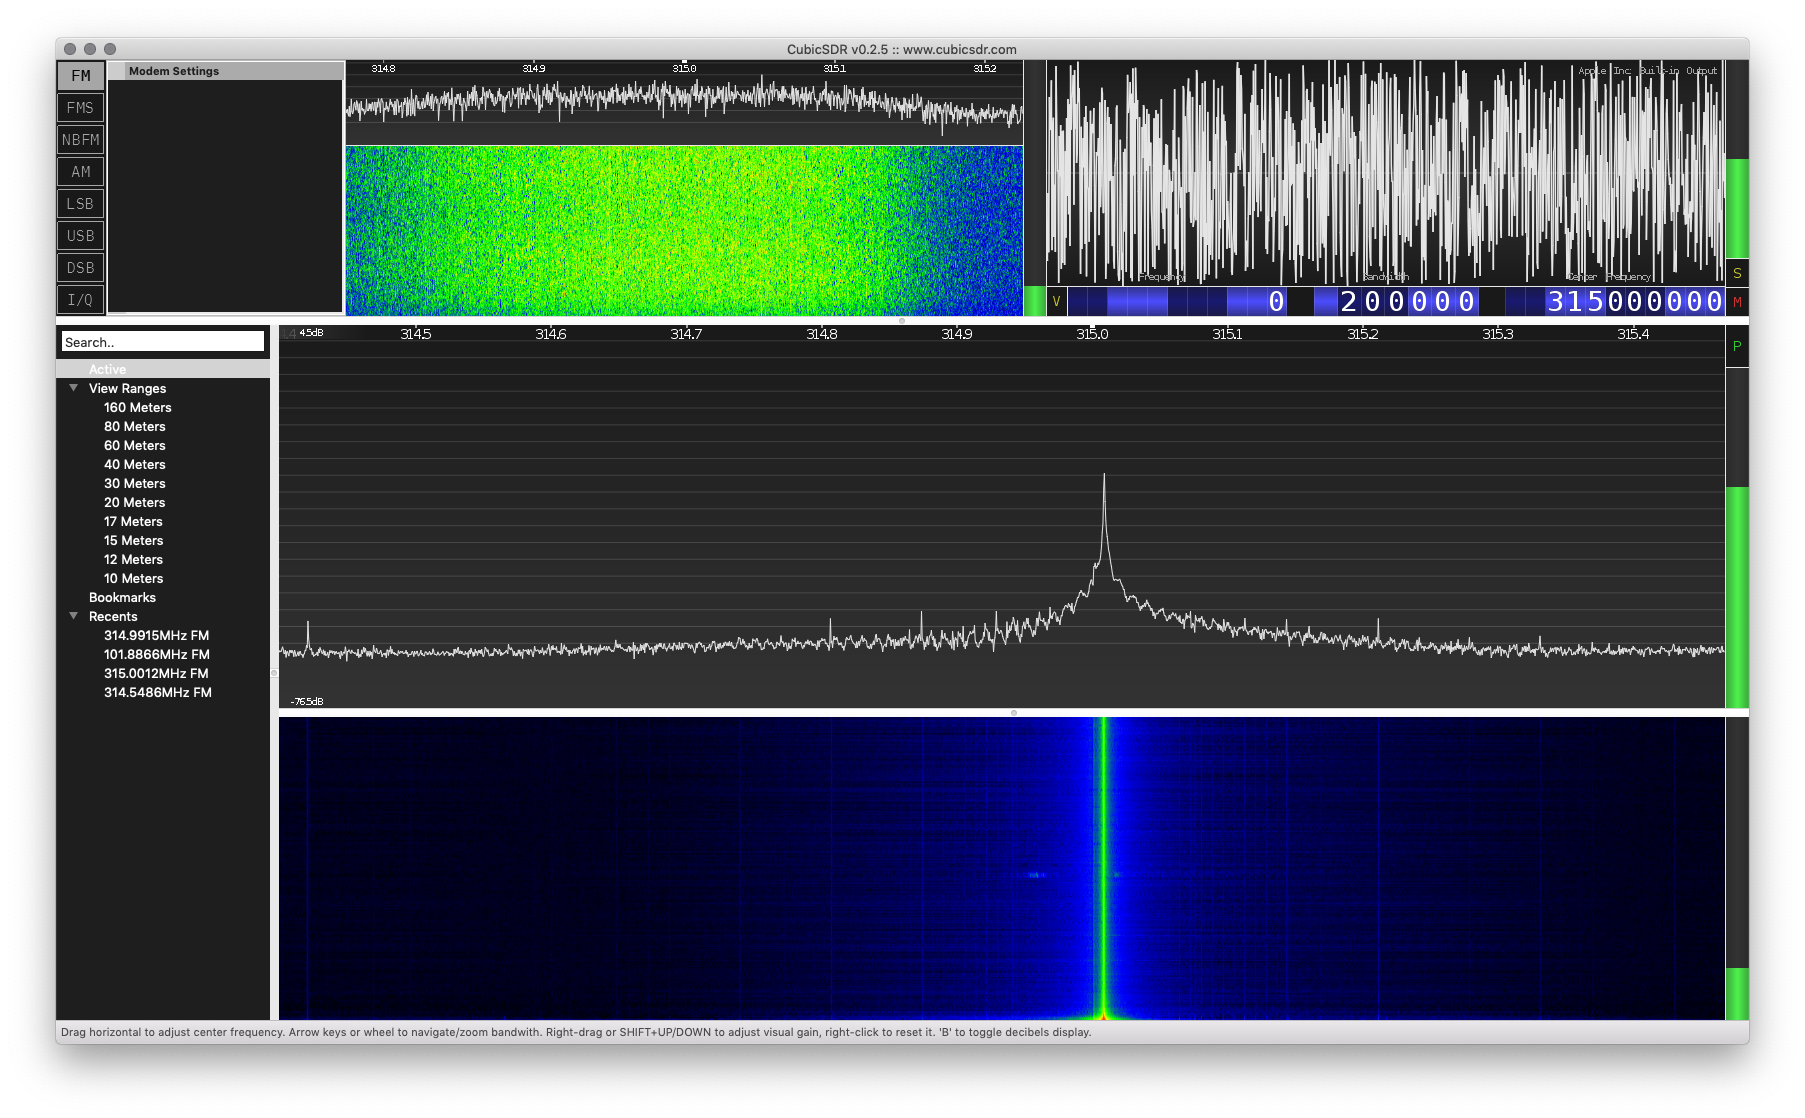 CubicSDR v0.2.5 :: www.cubicsdr.com
FM
FMS
NBFM
AM
LSB
USB
DSB
I/Q
Modem Settings
314.8 314.9 315.0 315.1 315.2
Apple Inc. Built-in Output
Frequency Bandwidth Center Frequency
V 0 200000 315000000
S
M
P
Search..
Active
View Ranges
160 Meters
80 Meters
60 Meters
40 Meters
30 Meters
20 Meters
17 Meters
15 Meters
12 Meters
10 Meters
Bookmarks
Recents
314.9915MHz FM
101.8866MHz FM
315.0012MHz FM
314.5486MHz FM
314.5 314.6 314.7 314.8 314.9 315.0 315.1 315.2 315.3 315.4
Drag horizontal to adjust center frequency. Arrow keys or wheel to navigate/zoom bandwith. Right-drag or SHIFT+UP/DOWN to adjust visual gain, right-click to reset it. 'B' to toggle decibels display.